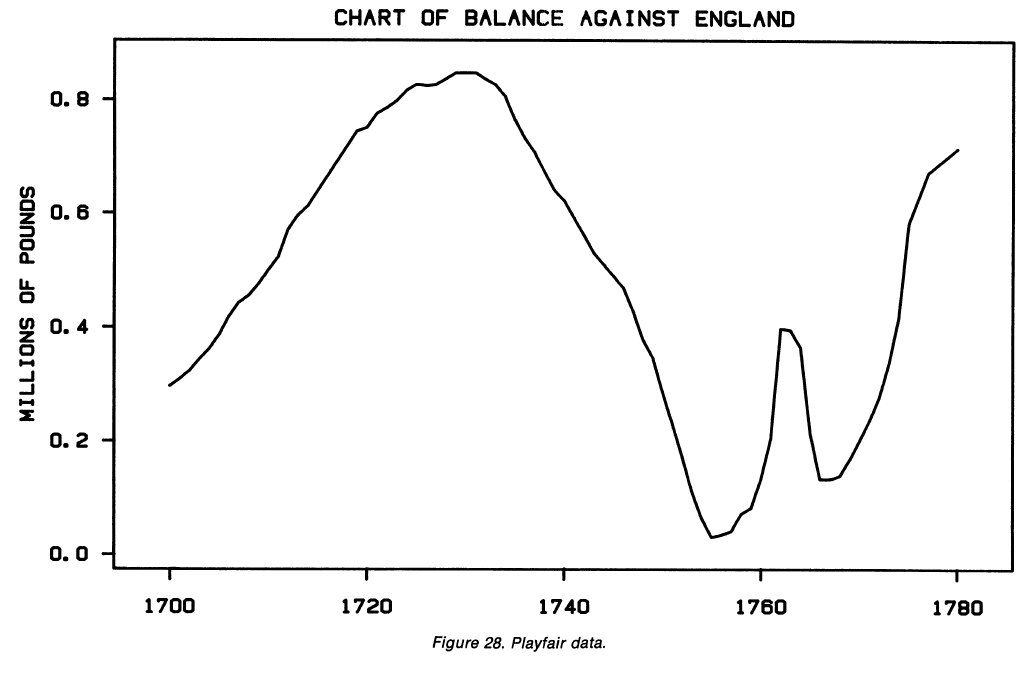 CHART OF BALANCE AGAINST ENGLAND
MILLIONS OF POUNDS
0.8
0.6
0.4
0.2
0.0
1700 1720 1740 1760 1780
Figure 28. Playfair data.